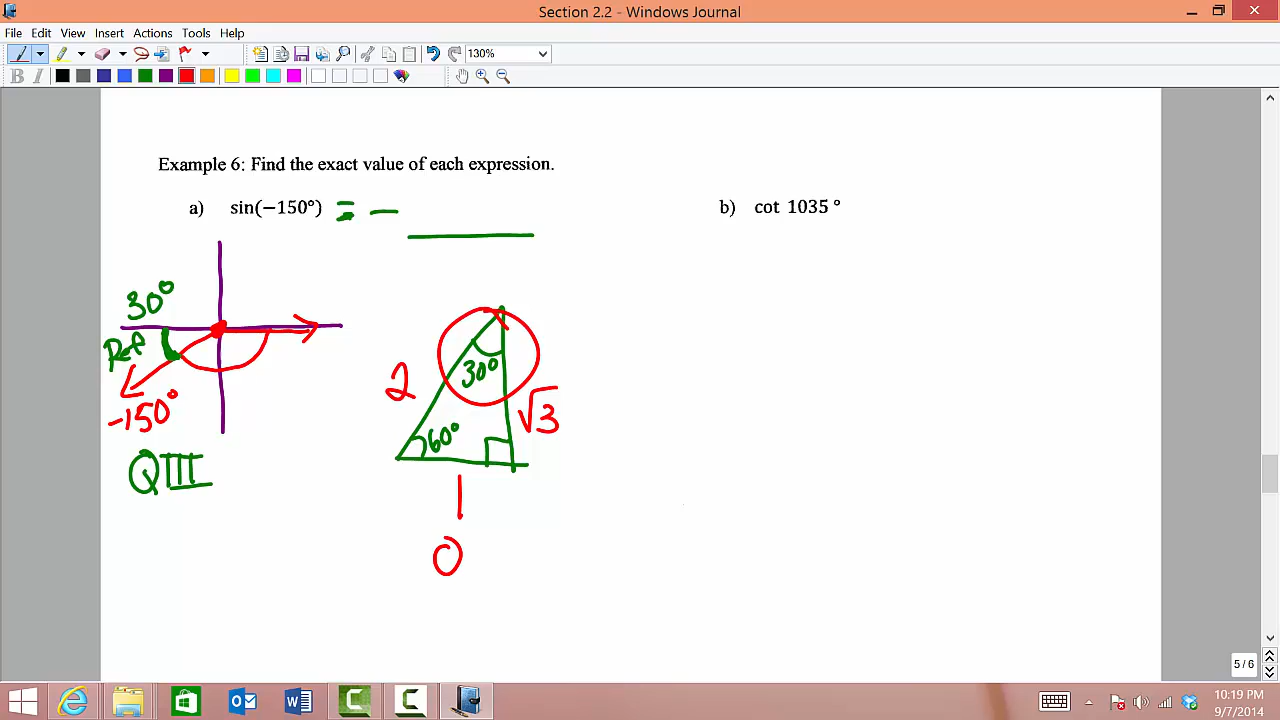 Section 2.2 - Windows Journal
File Edit View Insert Actions Tools Help
130%
B I
Example 6: Find the exact value of each expression.
a) sin(−150°) = −
b) cot 1035 °
30°
Ref
-150°
QIII
30°
2
√3
60°
1
O
5 / 6
10:19 PM
9/7/2014